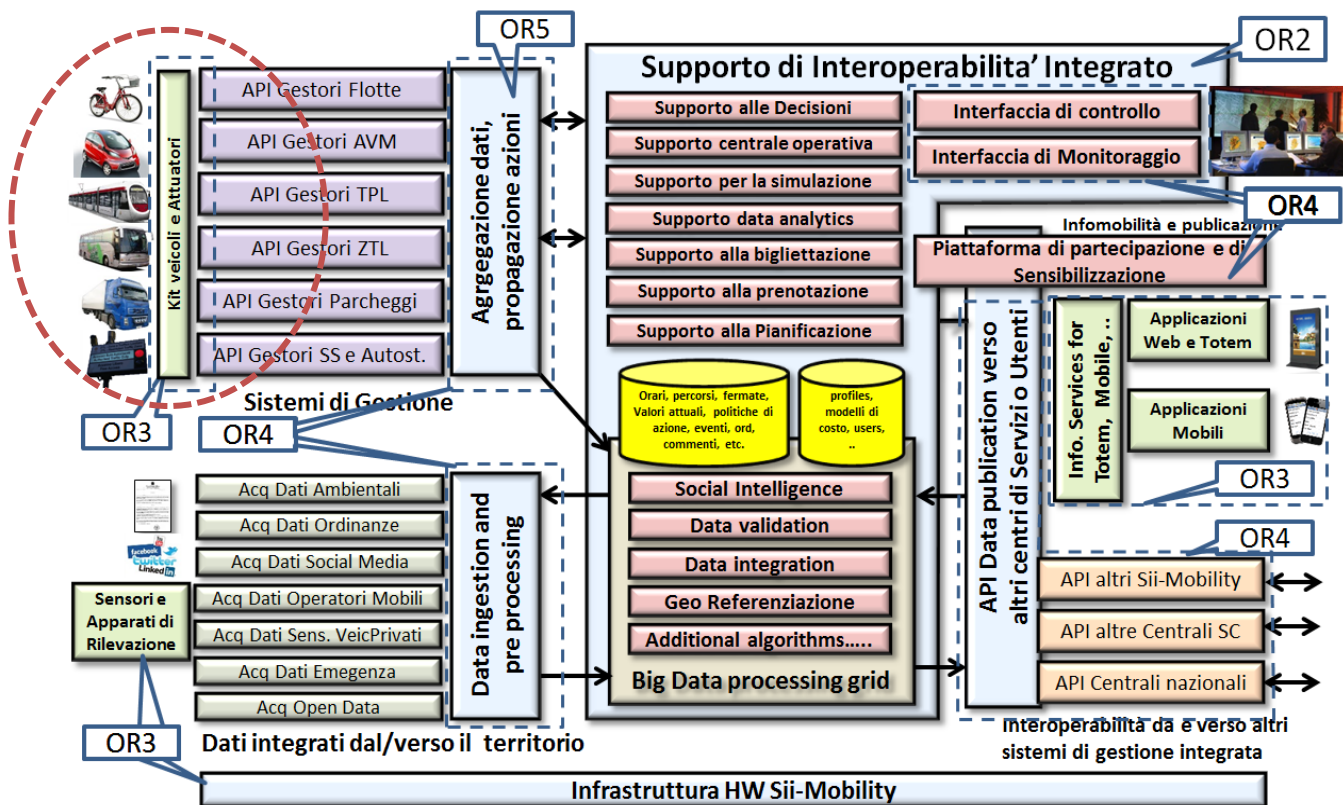 OR5
OR2
Supporto di Interoperabilita' Integrato
Kit veicoli e Attuatori
API Gestori Flotte
API Gestori AVM
API Gestori TPL
API Gestori ZTL
API Gestori Parcheggi
API Gestori SS e Autost.
Agrgegazione dati,
propagazione azioni
Supporto alle Decisioni
Supporto centrale operativa
Supporto per la simulazione
Supporto data analytics
Supporto alla bigliettazione
Supporto alla prenotazione
Supporto alla Pianificazione
Interfaccia di controllo
Interfaccia di Monitoraggio
OR4
Infomobilità e publicazione
Piattaforma di partecipazione e di
Sensibilizzazione
Sistemi di Gestione
OR3
OR4
Orari, percorsi, fermate,
Valori attuali, politiche di
azione, eventi, ord,
commenti, etc.
profiles,
modelli di
costo, users,
..
API Data publication verso
altri centri di Servizi o Utenti
Info. Services for
Totem, Mobile, ..
Applicazioni
Web e Totem
Applicazioni
Mobili
OR3
facebook
twitter
Linked in
Sensori e
Apparati di
Rilevazione
Acq Dati Ambientali
Acq Dati Ordinanze
Acq Dati Social Media
Acq Dati Operatori Mobili
Acq Dati Sens. VeicPrivati
Acq Dati Emegenza
Acq Open Data
Data ingestion and
pre processing
Social Intelligence
Data validation
Data integration
Geo Referenziazione
Additional algorithms.....
Big Data processing grid
OR4
API altri Sii-Mobility
API altre Centrali SC
API Centrali nazionali
OR3
Dati integrati dal/verso il territorio
Interoperabilità da e verso altri
sistemi di gestione integrata
Infrastruttura HW Sii-Mobility